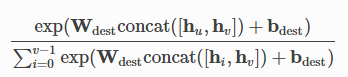 exp(W_dest concat([h_u, h_v]) + b_dest)
∑_{i=0}^{v−1} exp(W_dest concat([h_i, h_v]) + b_dest)